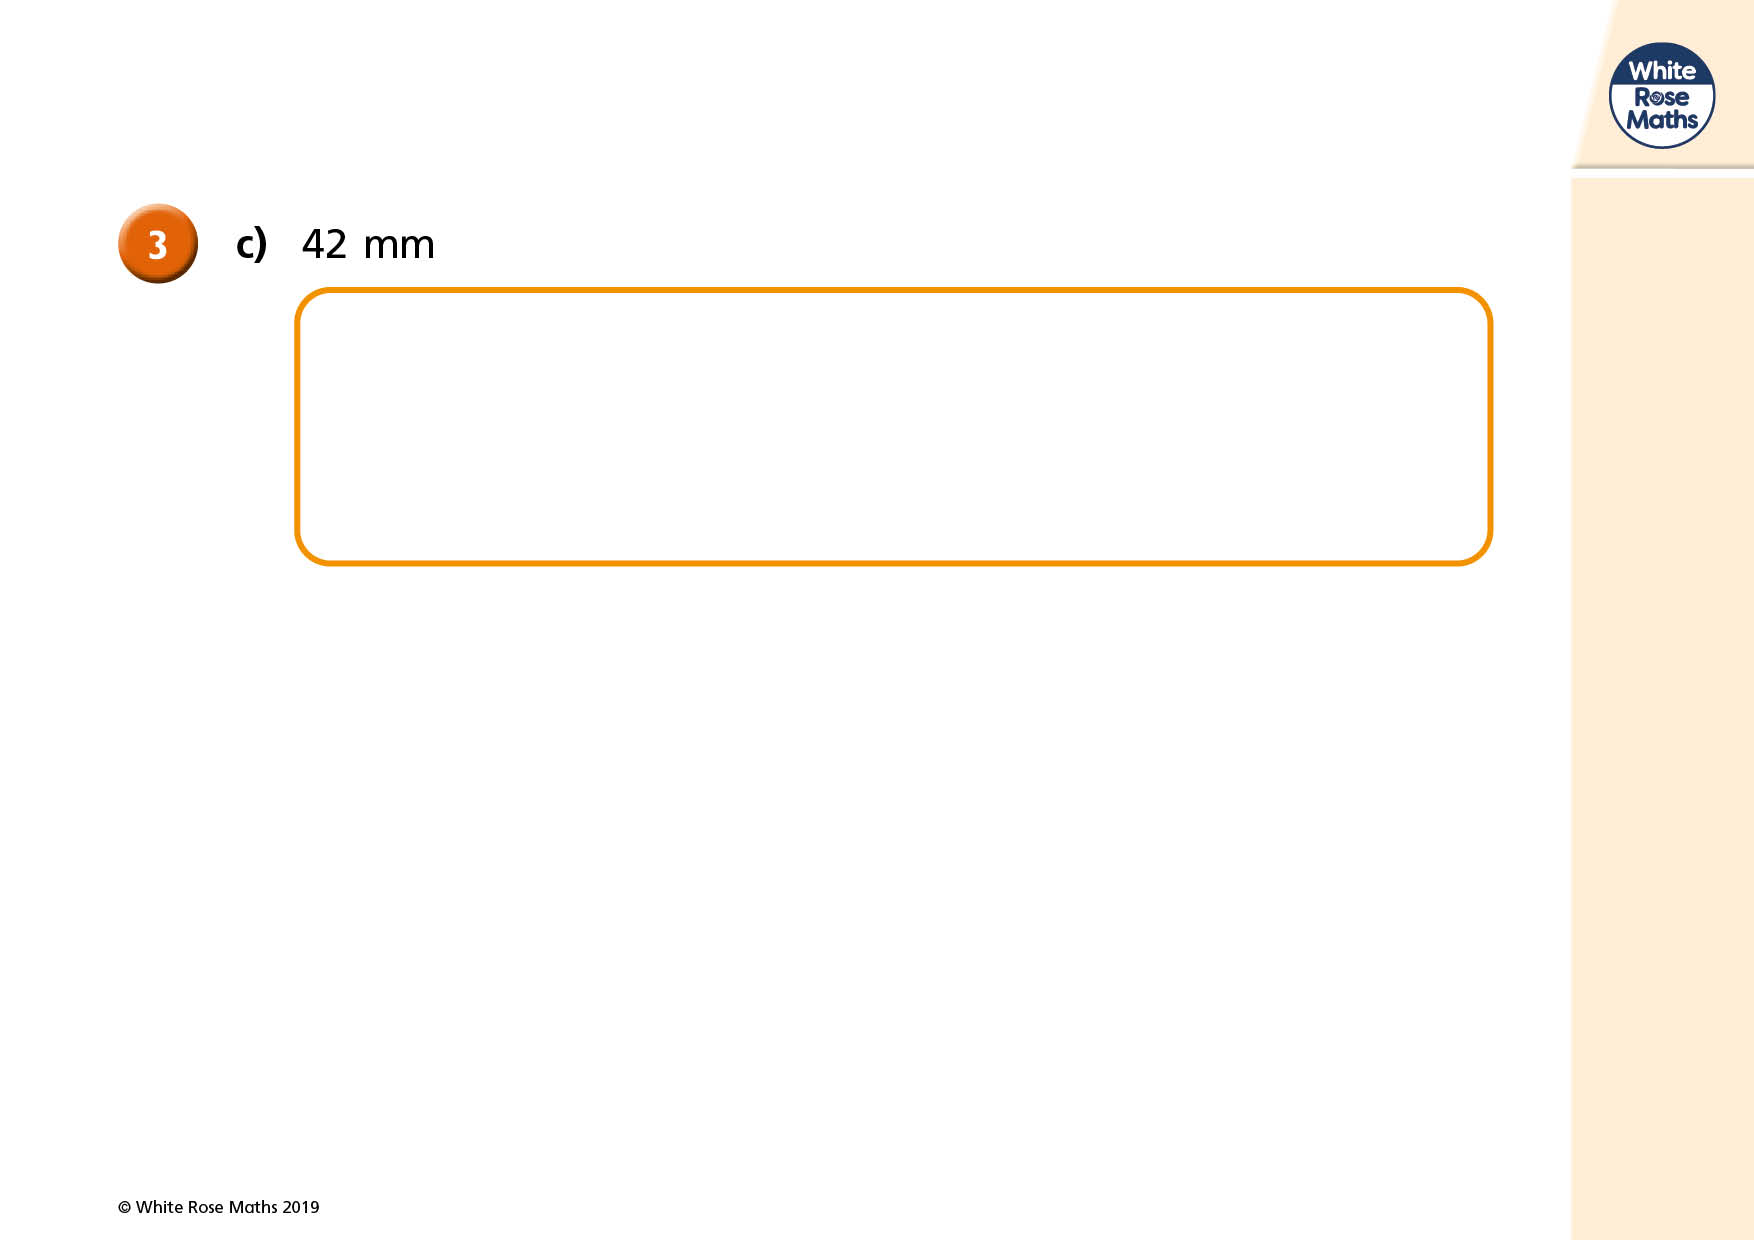 White
Rose
Maths
3 c) 42 mm
© White Rose Maths 2019